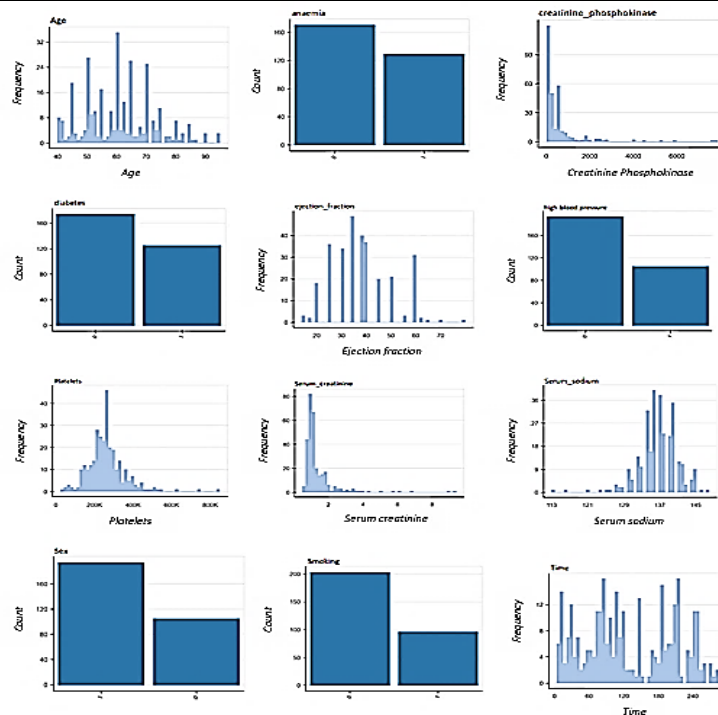 Age
Frequency
32
24
16
8
0
40
50
60
70
80
90
Age
anaemia
Count
160
120
80
40
0
creatinine_phosphokinase
Frequency
90
60
30
0
0
2000
4000
6000
Creatinine Phosphokinase
diabetes
Count
160
120
80
40
0
ejection_fraction
Frequency
40
30
20
10
0
20
30
40
50
60
70
Ejection fraction
high blood pressure
Count
160
120
80
40
0
Platelets
Frequency
40
30
20
10
0
0
200K
400K
600K
800K
Platelets
Serum_creatinine
Frequency
80
60
40
20
0
2
4
6
8
Serum creatinine
Serum_sodium
Frequency
36
27
18
9
0
113
121
129
137
145
Serum sodium
Sex
Count
160
120
80
40
0
Smoking
Count
200
150
100
50
0
Time
Frequency
12
8
4
0
0
60
120
180
240
Time